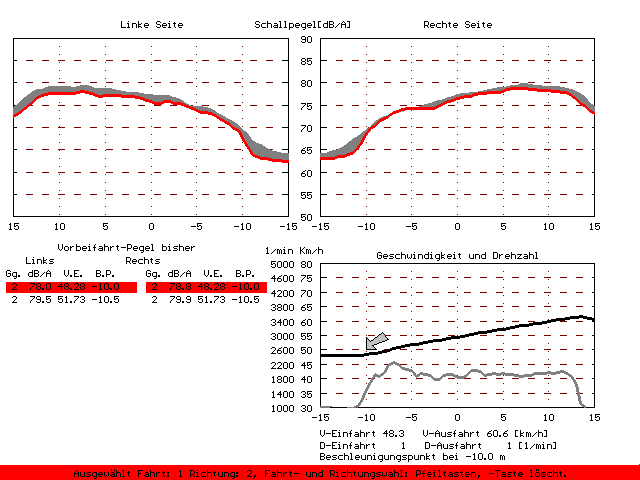 Linke Seite Schallpegel[dB/A] Rechte Seite
90
85
80
75
70
65
60
55
50
15 10 5 0 -5 -10 -15 -15 -10 -5 0 5 10 15
Vorbeifahrt-Pegel bisher
Links Rechts
Gg. dB/A V.E. B.P. Gg. dB/A V.E. B.P.
2 78.0 48.28 -10.0 2 78.8 48.28 -10.0
2 79.5 51.73 -10.5 2 79.9 51.73 -10.5
1/min Km/h Geschwindigkeit und Drehzahl
5000 80
4600 75
4200 70
3800 65
3400 60
3000 55
2600 50
2200 45
1800 40
1400 35
1000 30
-15 -10 -5 0 5 10 15
V-Einfahrt 48.3 V-Ausfahrt 60.6 [km/h]
D-Einfahrt 1 D-Ausfahrt 1 [1/min]
Beschleunigungspunkt bei -10.0 m
Ausgewählt Fahrt: 1 Richtung: 2, Fahrt- und Richtungswahl: Pfeiltasten, -Taste löscht.